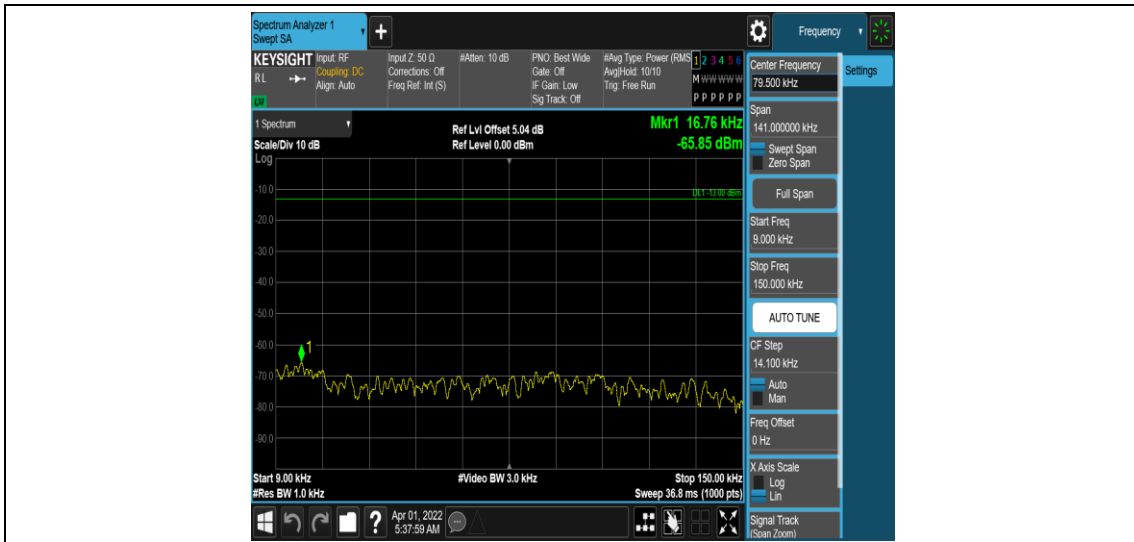 Spectrum Analyzer 1
Swept SA
+
Frequency
KEYSIGHT
RL
LXI
Input: RF
Coupling: DC
Align: Auto
Input Z: 50 Ω
Corrections: Off
Freq Ref: Int (S)
#Atten: 10 dB
PNO: Best Wide
Gate: Off
IF Gain: Low
Sig Track: Off
#Avg Type: Power (RMS
Avg|Hold: 10/10
Trig: Free Run
1 2 3 4 5 6
M W W W W W
P P P P P P
Center Frequency
79.500 kHz
Settings
1 Spectrum
Scale/Div 10 dB
Ref Lvl Offset 5.04 dB
Ref Level 0.00 dBm
Mkr1 16.76 kHz
-65.85 dBm
Span
141.000000 kHz
Swept Span
Zero Span
Full Span
Start Freq
9.000 kHz
Stop Freq
150.000 kHz
AUTO TUNE
CF Step
14.100 kHz
Auto
Man
Freq Offset
0 Hz
X Axis Scale
Log
Lin
Signal Track
(Span Zoom)
Log
DL1 -13.00 dBm
-10.0
-20.0
-30.0
-40.0
-50.0
-60.0
1
-70.0
-80.0
-90.0
Start 9.00 kHz
#Video BW 3.0 kHz
Stop 150.00 kHz
#Res BW 1.0 kHz
Sweep 36.8 ms (1000 pts)
?
Apr 01, 2022
5:37:59 AM